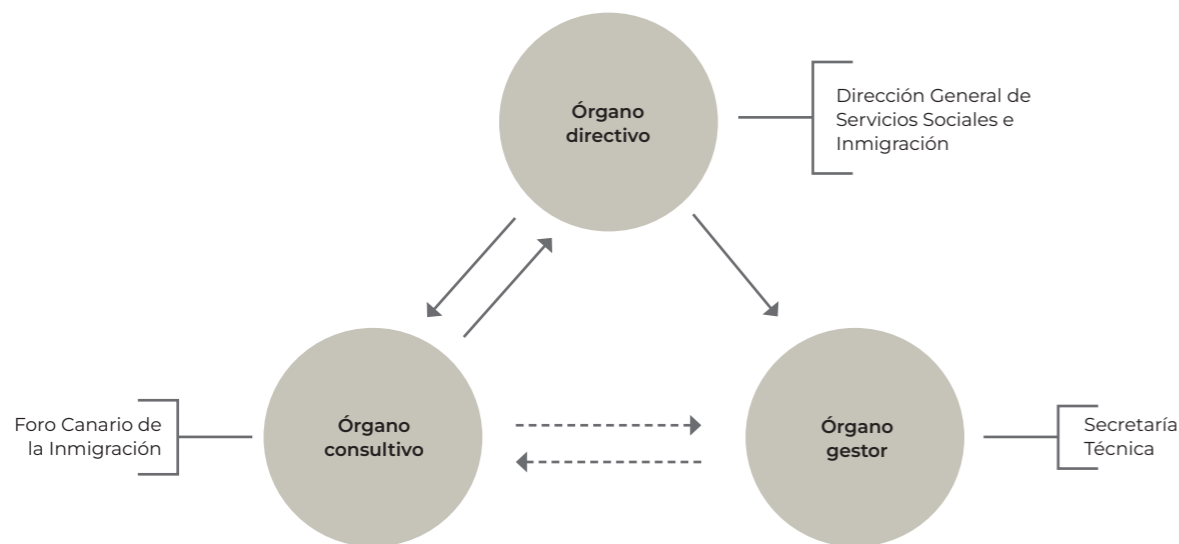 Órgano
directivo
Dirección General de
Servicios Sociales e
Inmigración
Foro Canario de
la Inmigración
Órgano
consultivo
Órgano
gestor
Secretaría
Técnica